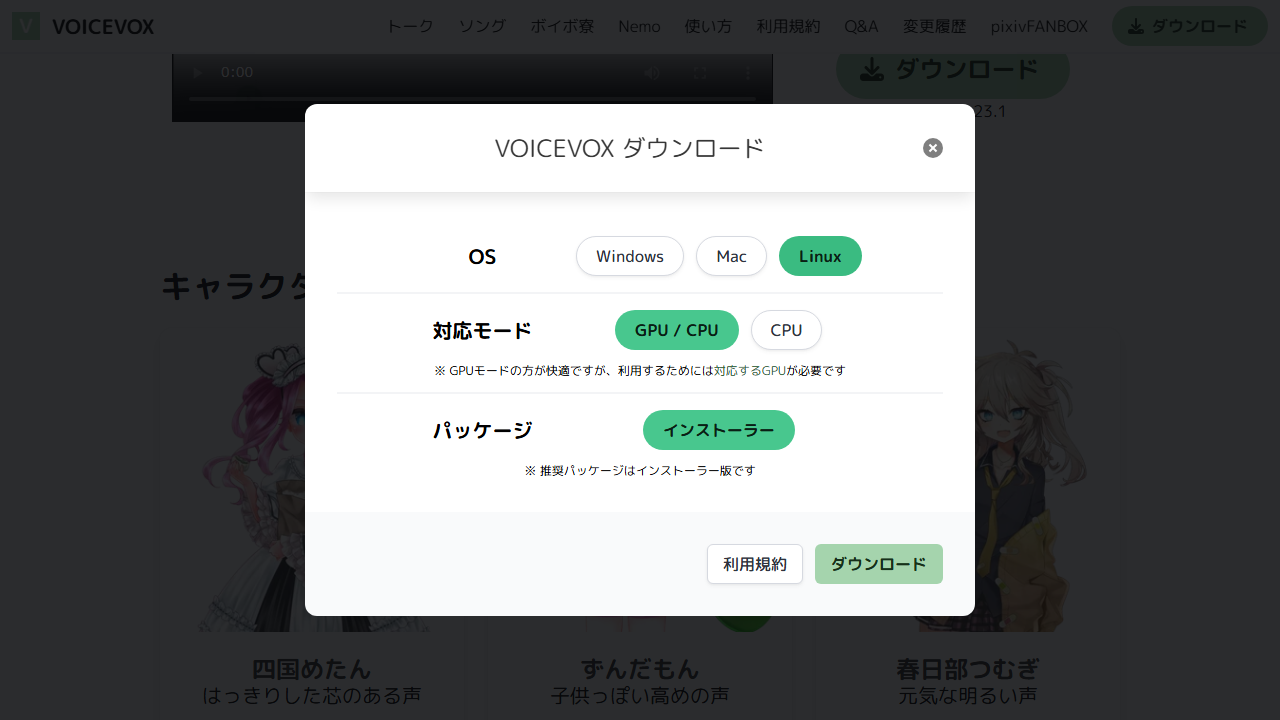 VOICEVOX トーク ソング ボイボ寮 Nemo 使い方 利用規約 Q&A 変更履歴 pixivFANBOX ダウンロード
0:00
ダウンロード
23.1
VOICEVOX ダウンロード
OS Windows Mac Linux
キャラクタ
対応モード GPU / CPU CPU
※ GPUモードの方が快適ですが、利用するためには対応するGPUが必要です
パッケージ インストーラー
※ 推奨パッケージはインストーラー版です
利用規約 ダウンロード
四国めたん ずんだもん 春日部つむぎ
はっきりした芯のある声 子供っぽい高めの声 元気な明るい声